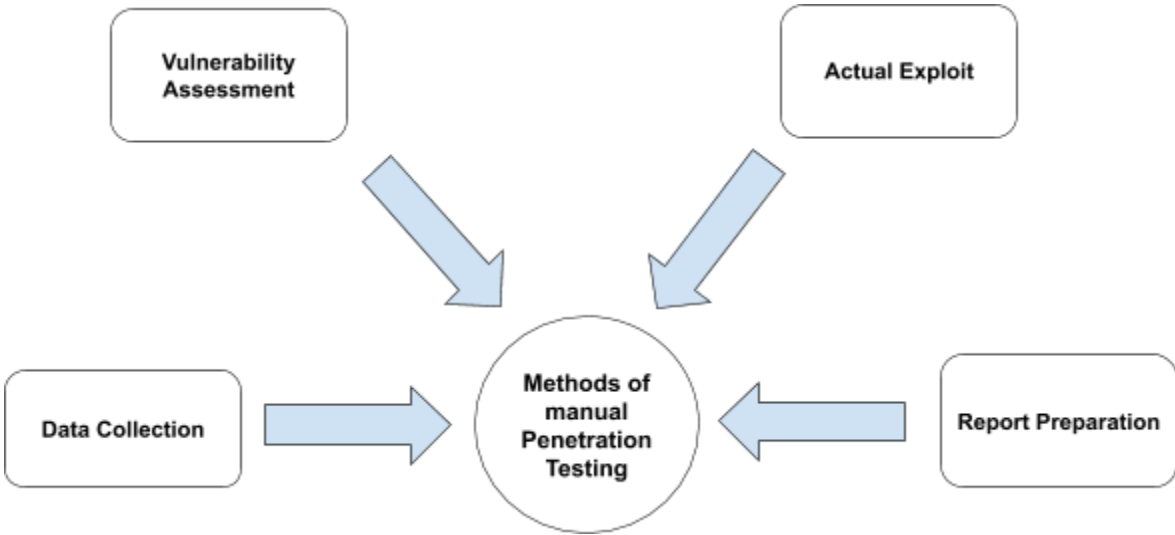 Vulnerability
Assessment
Actual Exploit
Data Collection
Methods of
manual
Penetration
Testing
Report Preparation